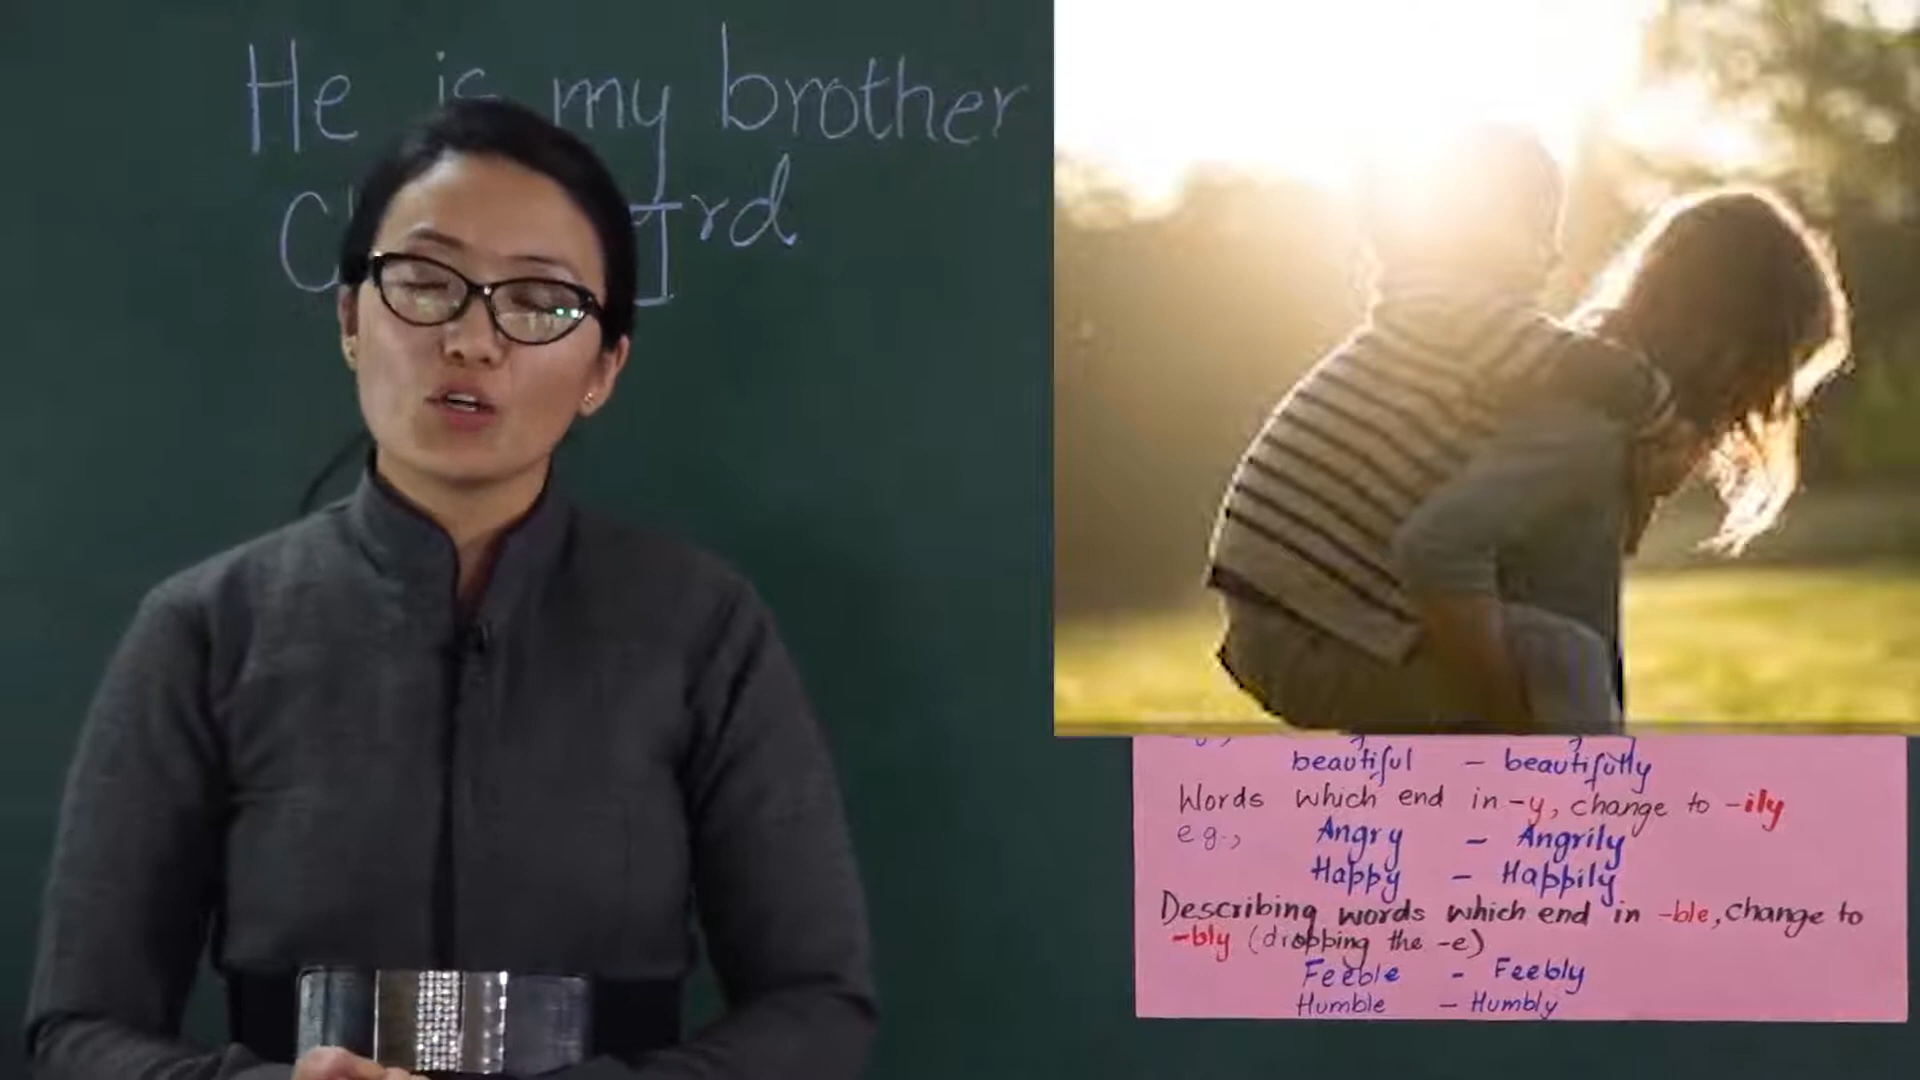 He is my brother
rd
beautiful - beautifully
Words which end in -y, change to -ily
eg., Angry - Angrily
Happy - Happily
Describing words which end in -ble, change to
-bly (dropping the -e)
Feeble - Feebly
Humble - Humbly